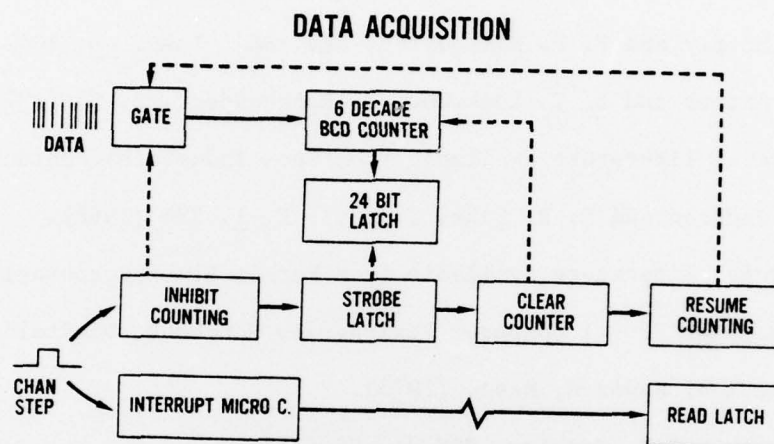 DATA ACQUISITION
DATA
GATE
6 DECADE
BCD COUNTER
24 BIT
LATCH
INHIBIT
COUNTING
STROBE
LATCH
CLEAR
COUNTER
RESUME
COUNTING
CHAN
STEP
INTERRUPT MICRO C.
READ LATCH